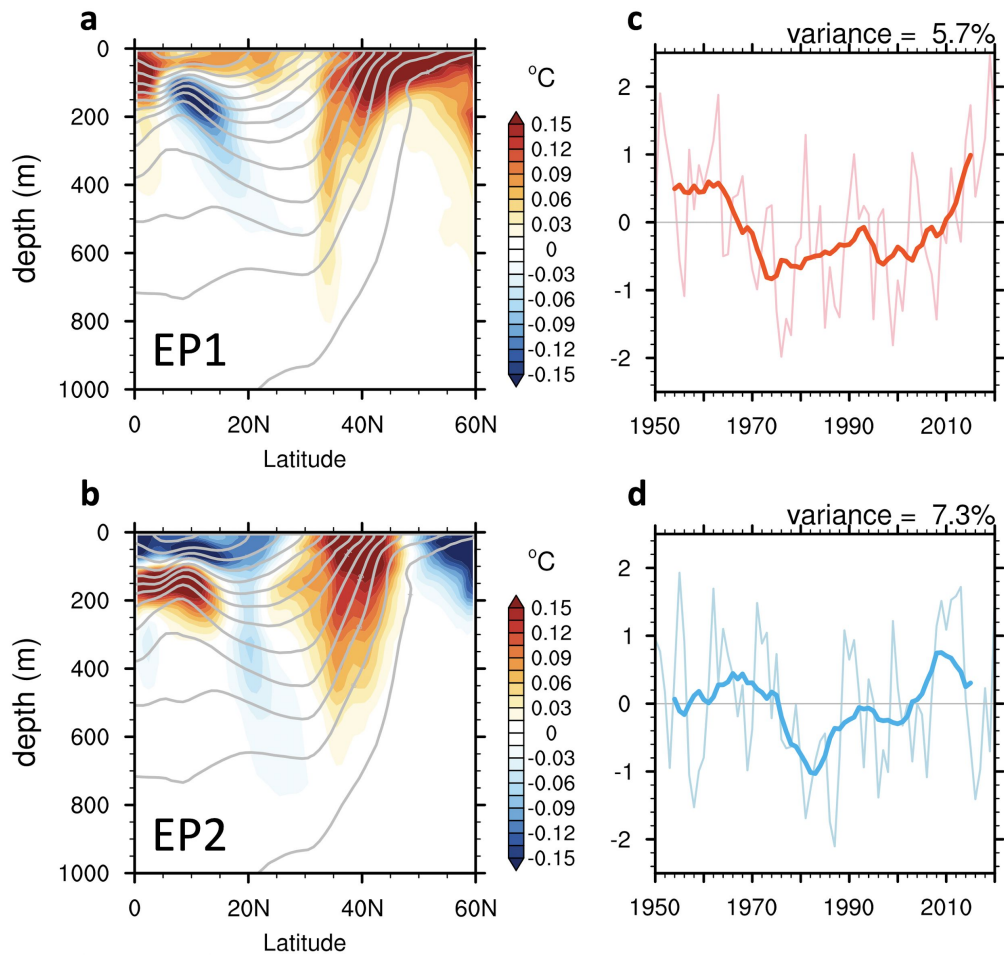 a
0
200
400
600
800
1000
depth (m)
EP1
0
20N
40N
60N
Latitude
°C
0.15
0.12
0.09
0.06
0.03
0
-0.03
-0.06
-0.09
-0.12
-0.15
c
variance = 5.7%
2
1
0
-1
-2
1950
1970
1990
2010
b
0
200
400
600
800
1000
depth (m)
EP2
0
20N
40N
60N
Latitude
°C
0.15
0.12
0.09
0.06
0.03
0
-0.03
-0.06
-0.09
-0.12
-0.15
d
variance = 7.3%
2
1
0
-1
-2
1950
1970
1990
2010